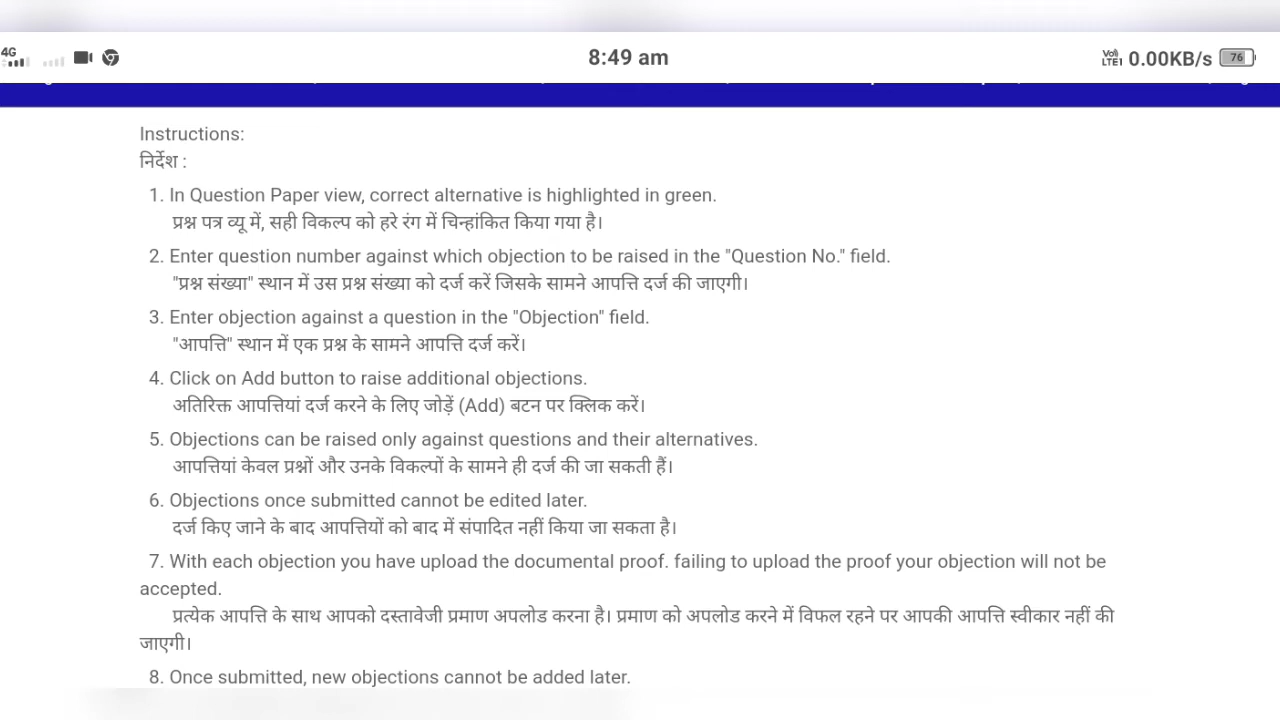 4G
8:49 am
Vo))
LTE1 0.00KB/s 76
Instructions:
निर्देश :
1. In Question Paper view, correct alternative is highlighted in green.
प्रश्न पत्र व्यू में, सही विकल्प को हरे रंग में चिन्हांकित किया गया है।
2. Enter question number against which objection to be raised in the "Question No." field.
"प्रश्न संख्या" स्थान में उस प्रश्न संख्या को दर्ज करें जिसके सामने आपत्ति दर्ज की जाएगी।
3. Enter objection against a question in the "Objection" field.
"आपत्ति" स्थान में एक प्रश्न के सामने आपत्ति दर्ज करें।
4. Click on Add button to raise additional objections.
अतिरिक्त आपत्तियां दर्ज करने के लिए जोड़ें (Add) बटन पर क्लिक करें।
5. Objections can be raised only against questions and their alternatives.
आपत्तियां केवल प्रश्नों और उनके विकल्पों के सामने ही दर्ज की जा सकती हैं।
6. Objections once submitted cannot be edited later.
दर्ज किए जाने के बाद आपत्तियों को बाद में संपादित नहीं किया जा सकता है।
7. With each objection you have upload the documental proof. failing to upload the proof your objection will not be
accepted.
प्रत्येक आपत्ति के साथ आपको दस्तावेजी प्रमाण अपलोड करना है। प्रमाण को अपलोड करने में विफल रहने पर आपकी आपत्ति स्वीकार नहीं की
जाएगी।
8. Once submitted, new objections cannot be added later.